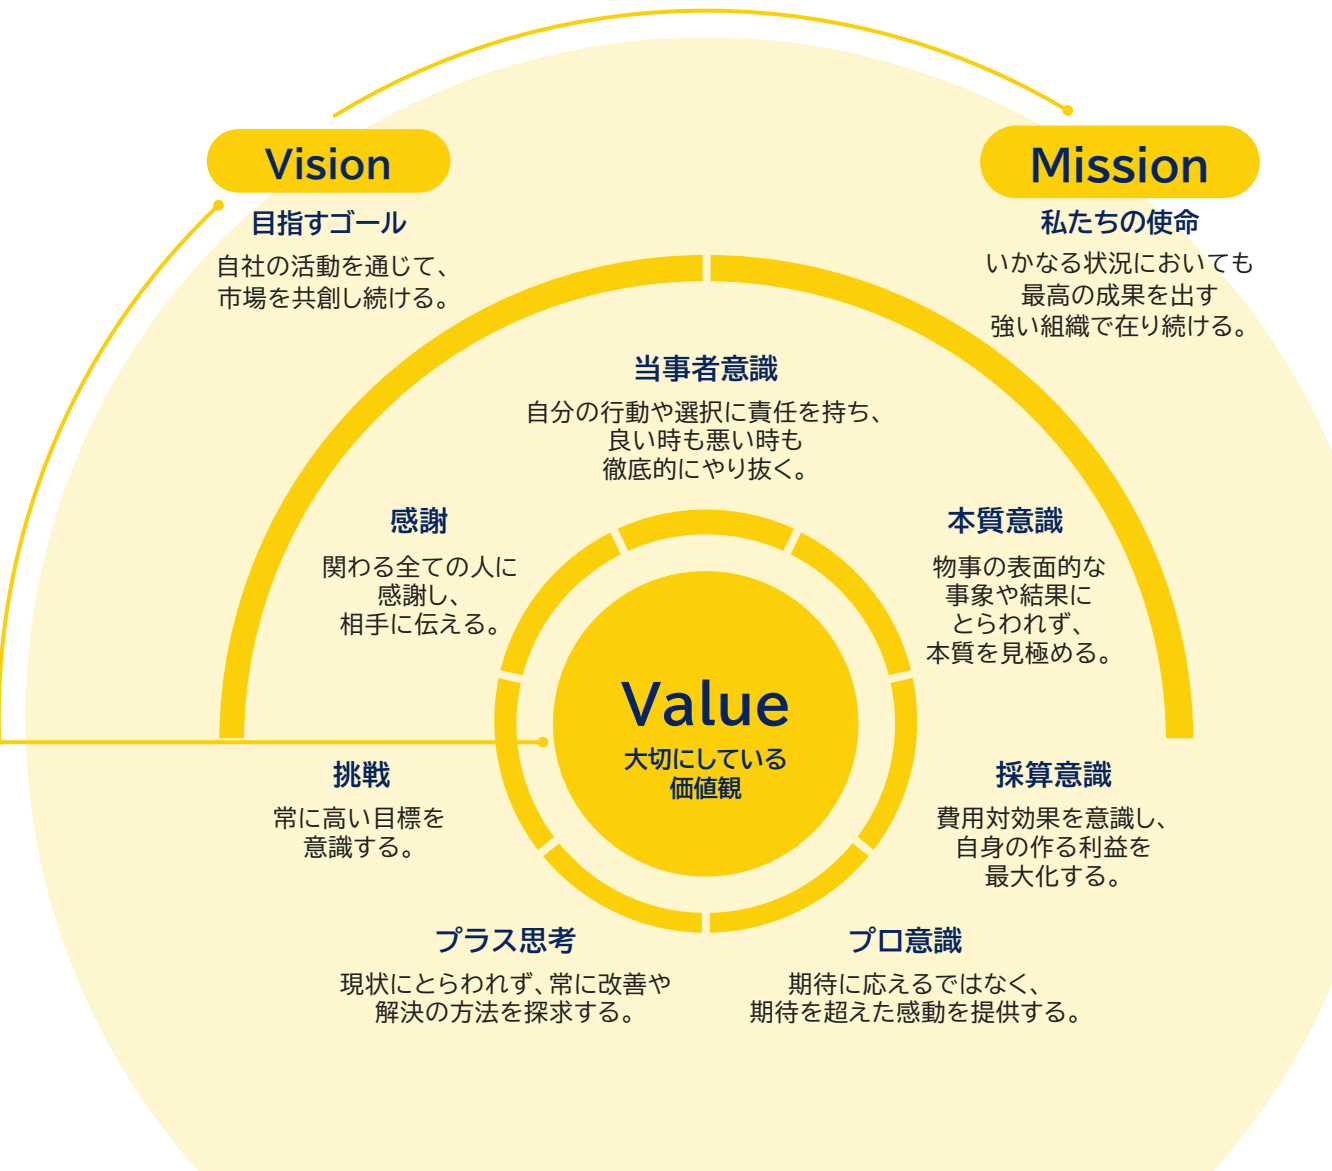 Vision
目指すゴール
自社の活動を通じて、
市場を共創し続ける。
Mission
私たちの使命
いかなる状況においても
最高の成果を出す
強い組織で在り続ける。
当事者意識
自分の行動や選択に責任を持ち、
良い時も悪い時も
徹底的にやり抜く。
感謝
関わる全ての人に
感謝し、
相手に伝える。
本質意識
物事の表面的な
事象や結果に
とらわれず、
本質を見極める。
Value
大切にしている
価値観
挑戦
常に高い目標を
意識する。
採算意識
費用対効果を意識し、
自身の作る利益を
最大化する。
プラス思考
現状にとらわれず、常に改善や
解決の方法を探求する。
プロ意識
期待に応えるではなく、
期待を超えた感動を提供する。